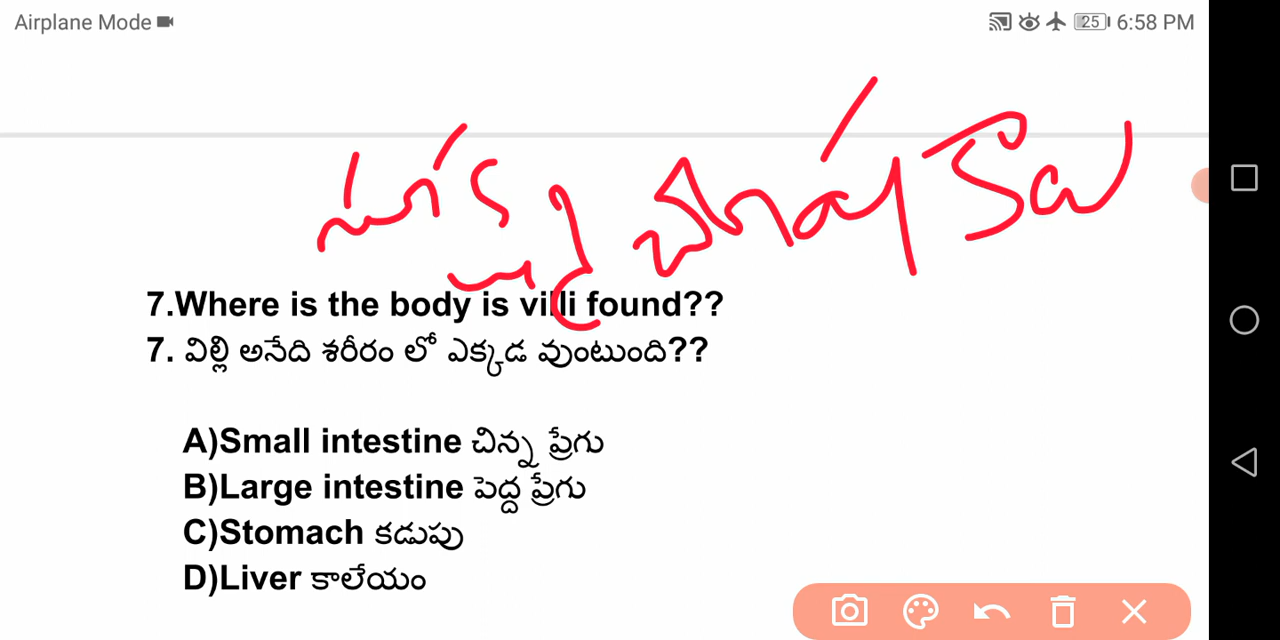 Airplane Mode
25 6:58 PM
7.Where is the body is villi found??
7. విల్లి అనేది శరీరం లో ఎక్కడ వుంటుంది??
A)Small intestine చిన్న ప్రేగు
B)Large intestine పెద్ద ప్రేగు
C)Stomach కడుపు
D)Liver కాలేయం